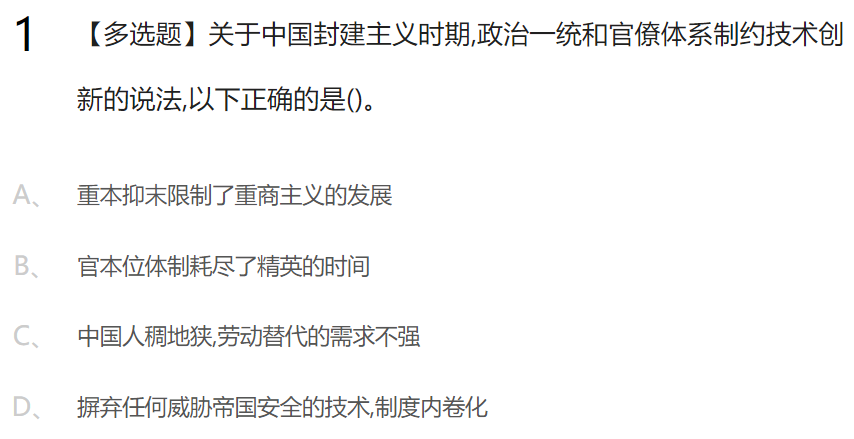 1 【多选题】关于中国封建主义时期,政治一统和官僚体系制约技术创
新的说法,以下正确的是()。
A、 重本抑末限制了重商主义的发展
B、 官本位体制耗尽了精英的时间
C、 中国人稠地狭,劳动替代的需求不强
D、 摒弃任何威胁帝国安全的技术,制度内卷化